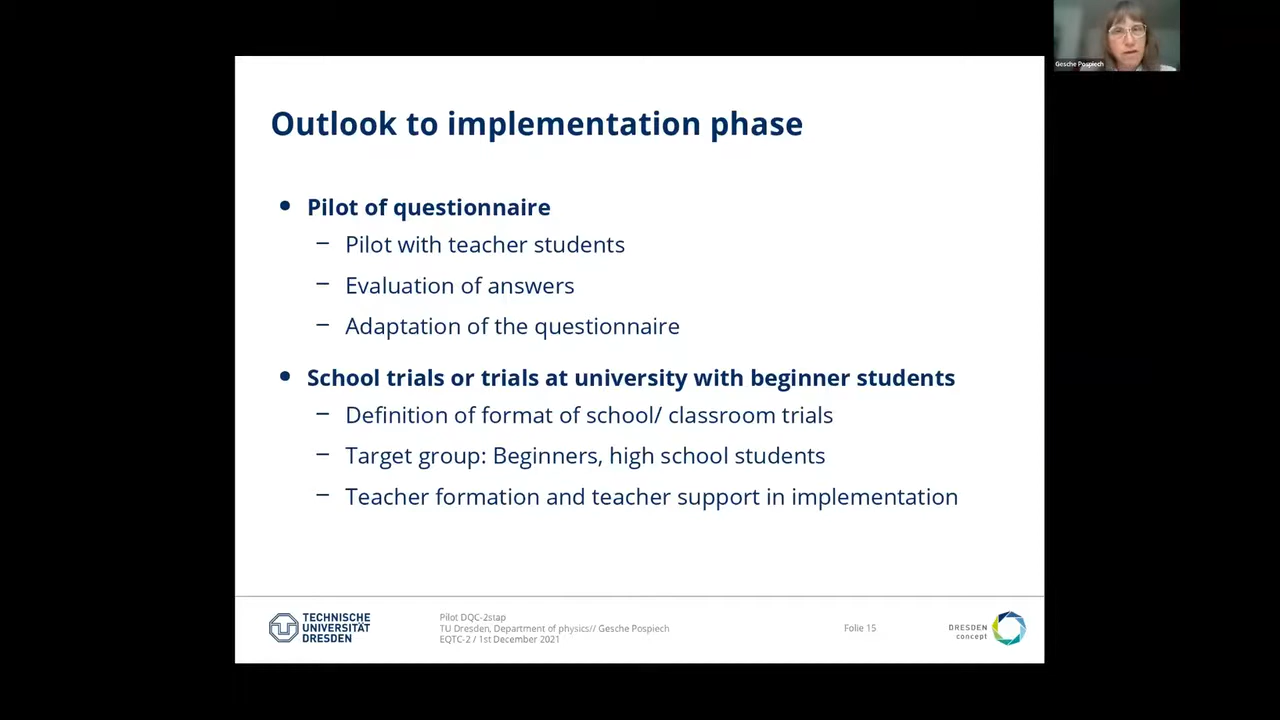 Gesche Pospiech
Outlook to implementation phase
• Pilot of questionnaire
– Pilot with teacher students
– Evaluation of answers
– Adaptation of the questionnaire
• School trials or trials at university with beginner students
– Definition of format of school/ classroom trials
– Target group: Beginners, high school students
– Teacher formation and teacher support in implementation
TECHNISCHE
UNIVERSITÄT
DRESDEN
Pilot DQC-2stap
TU Dresden, Department of physics// Gesche Pospiech
EQTC-2 / 1st December 2021
Folie 15
DRESDEN
concept